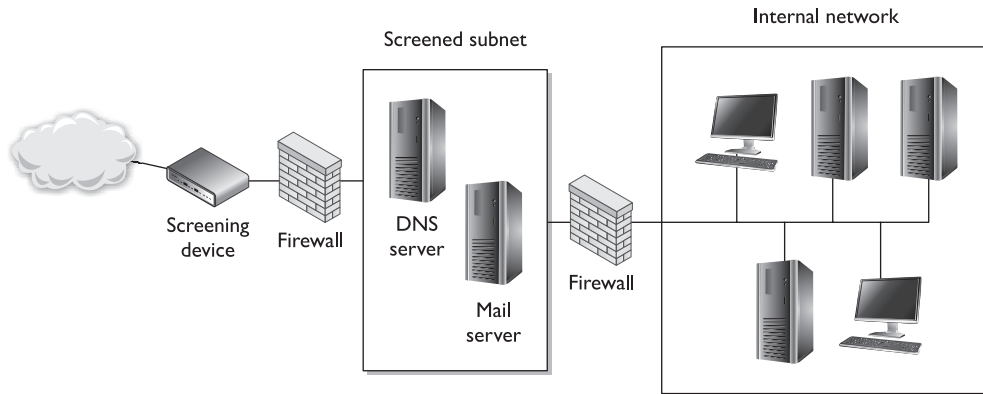 Internal network
Screened subnet
Screening
device
Firewall
DNS
server
Mail
server
Firewall